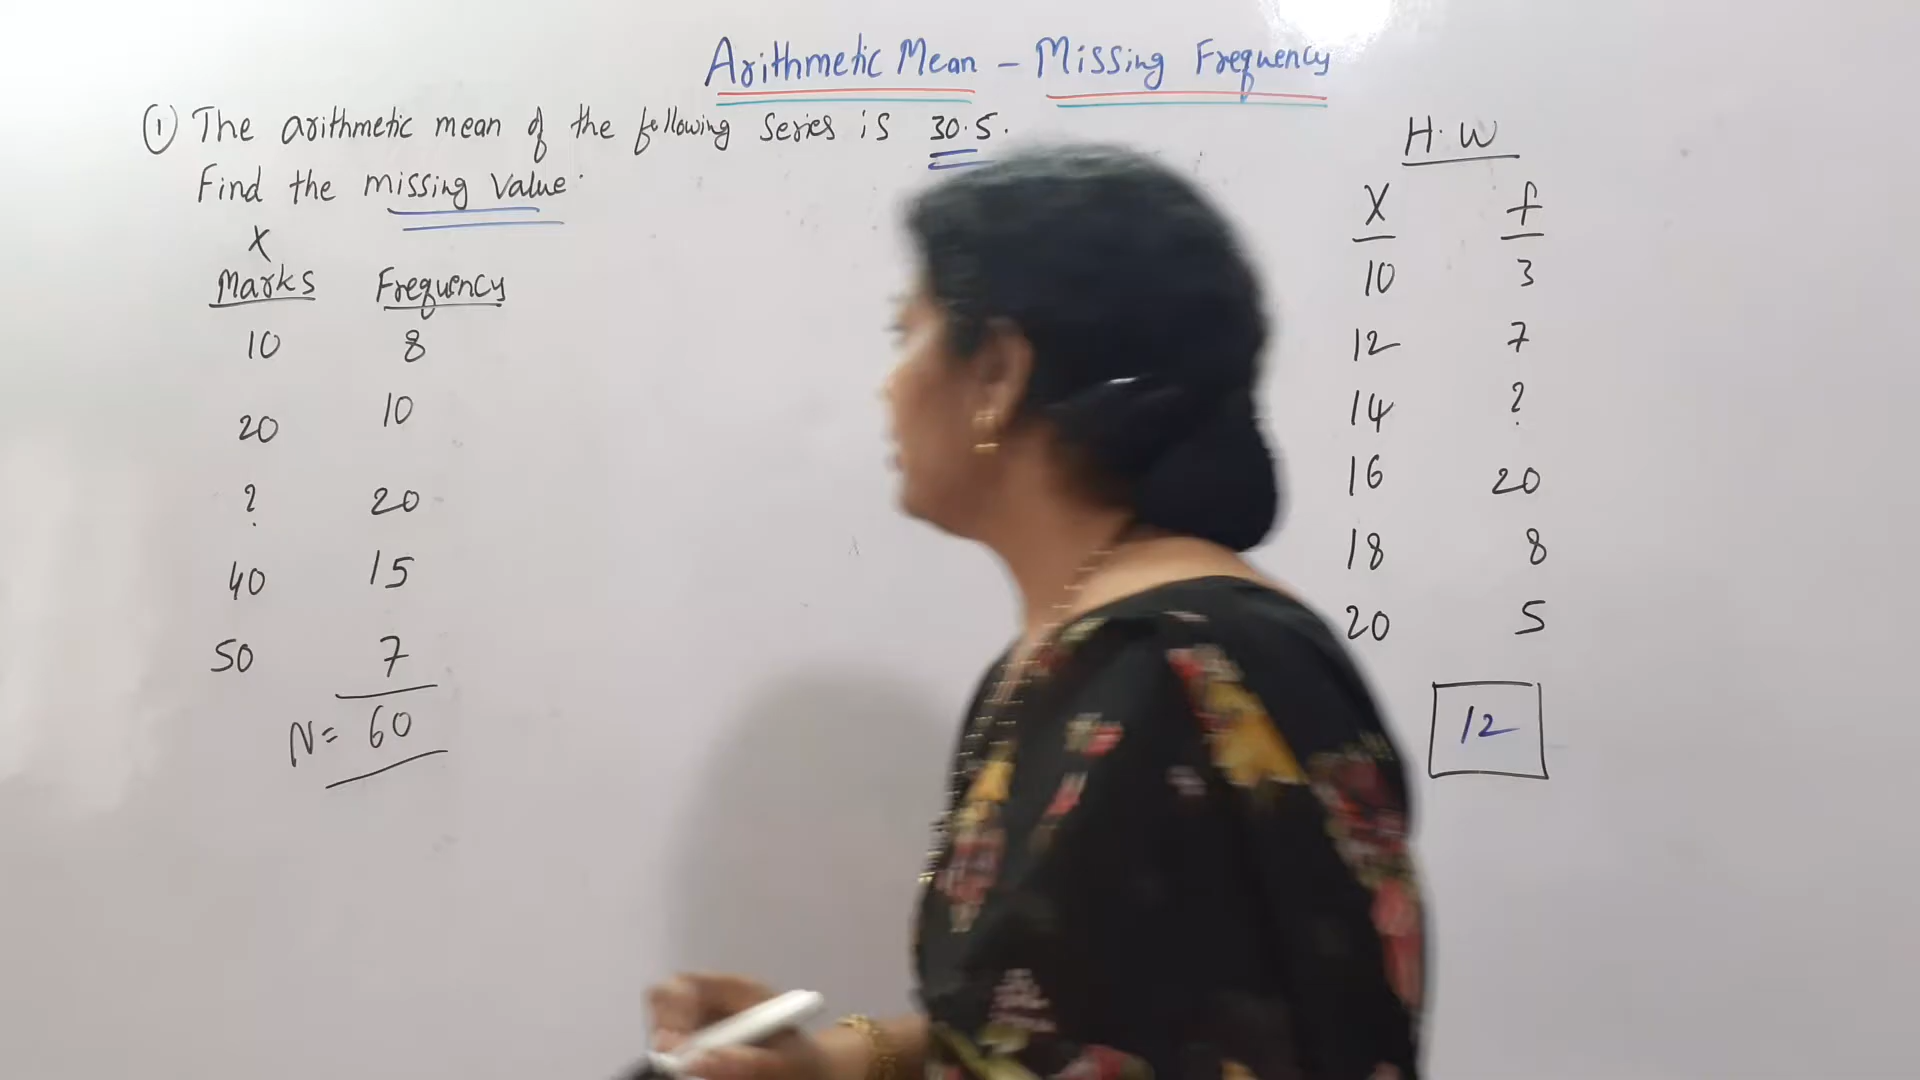 Arithmetic Mean - Missing Frequency
① The arithmetic mean of the following series is 30.5.
Find the missing value.
X
Marks Frequency
10 8
20 10
? 20
40 15
50 7
N= 60
H.W
X f
10 3
12 7
14 ?
16 20
18 8
20 5
12